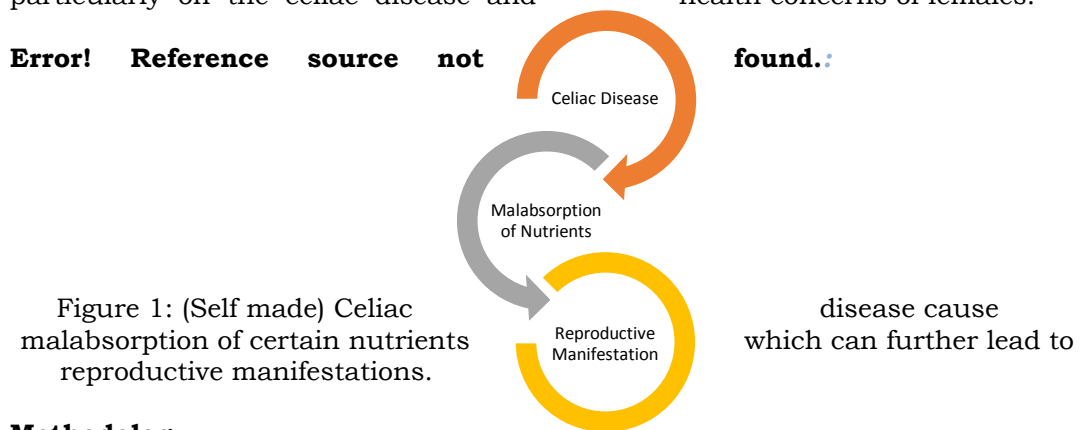 particularly on the celiac disease and health concerns of females.
Error! Reference source not found.:
Celiac Disease
Malabsorption
of Nutrients
Reproductive
Manifestation
Figure 1: (Self made) Celiac disease cause
malabsorption of certain nutrients which can further lead to
reproductive manifestations.